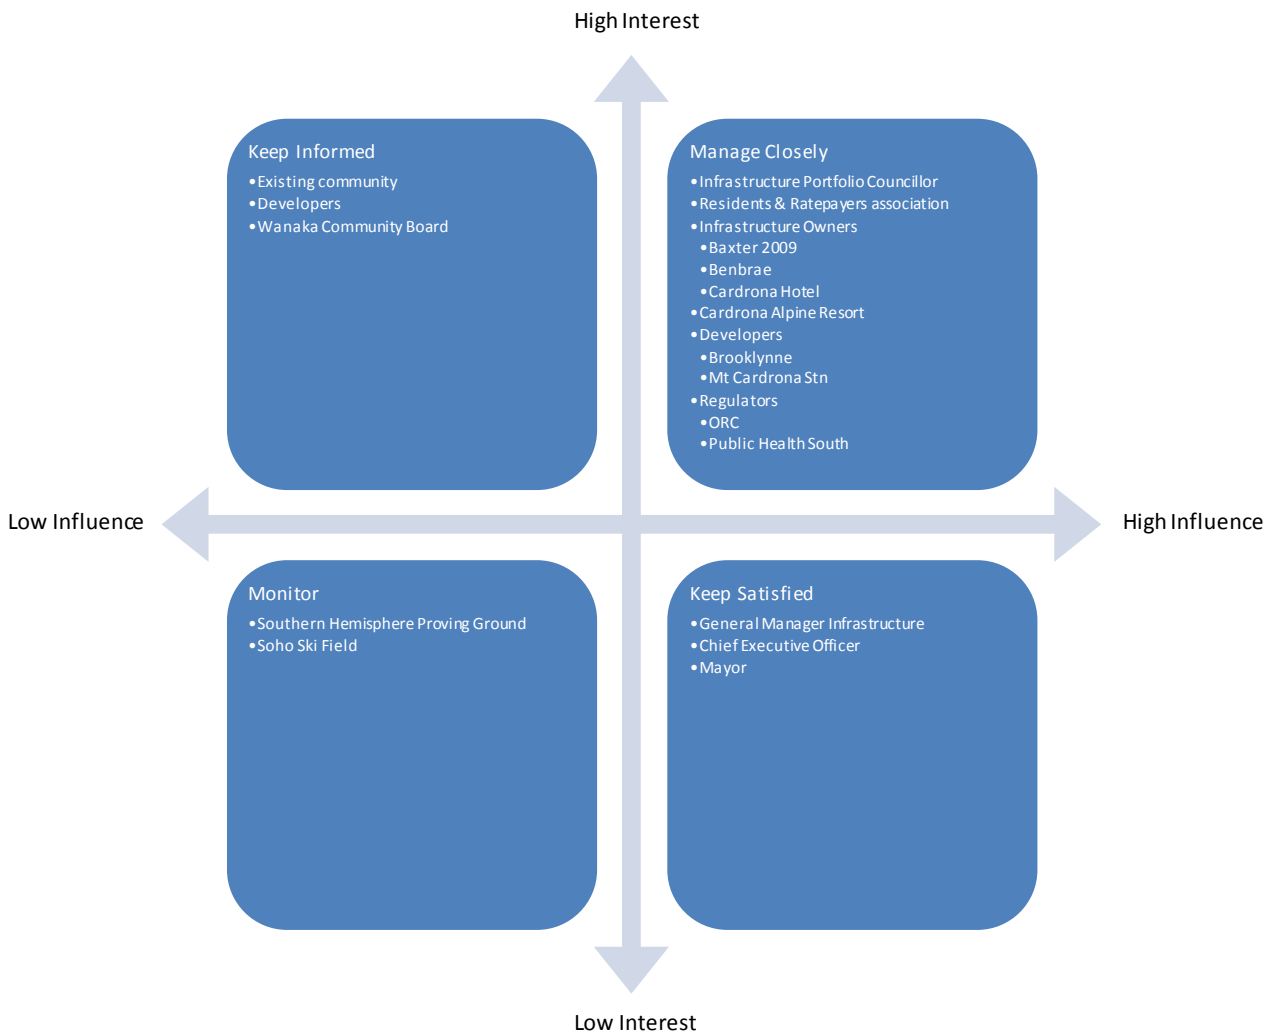 High Interest
Keep Informed
•Existing community
•Developers
•Wanaka Community Board
Manage Closely
•Infrastructure Portfolio Councillor
•Residents & Ratepayers association
•Infrastructure Owners
•Baxter 2009
•Benbrae
•Cardrona Hotel
•Cardrona Alpine Resort
•Developers
•Brooklynne
•Mt Cardrona Stn
•Regulators
•ORC
•Public Health South
Low Influence
High Influence
Monitor
•Southern Hemisphere Proving Ground
•Soho Ski Field
Keep Satisfied
•General Manager Infrastructure
•Chief Executive Officer
•Mayor
Low Interest